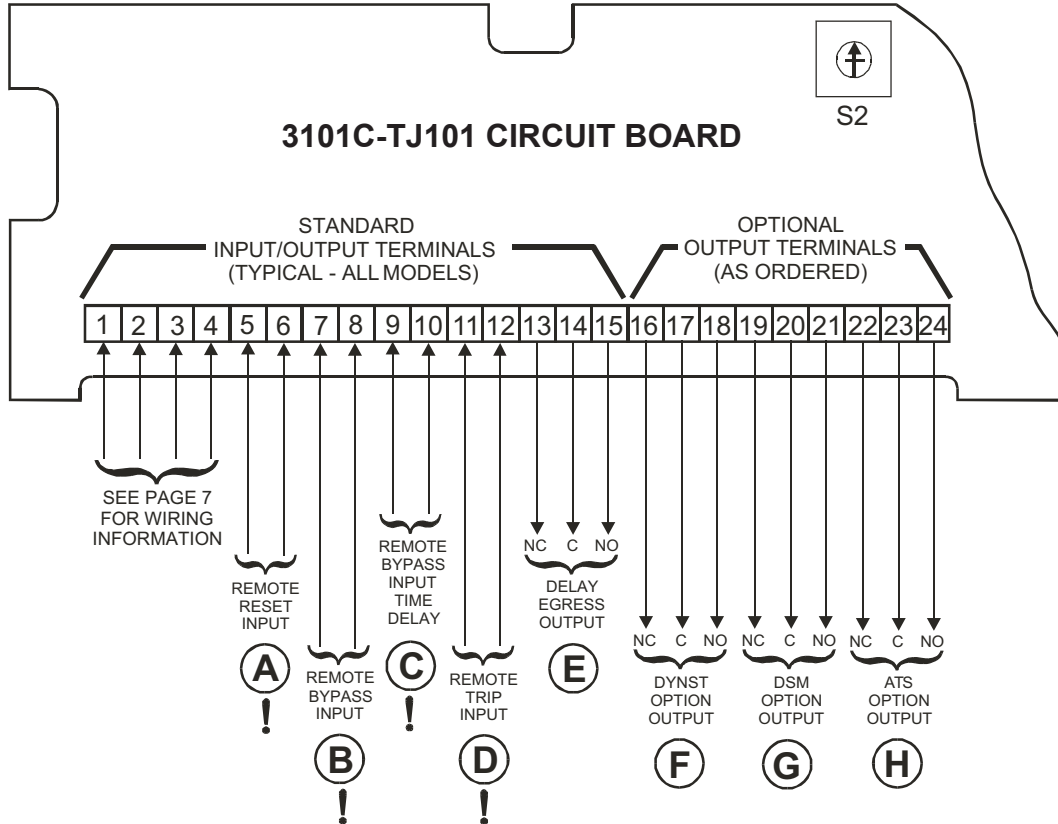 S2
3101C-TJ101 CIRCUIT BOARD
STANDARD
INPUT/OUTPUT TERMINALS
(TYPICAL - ALL MODELS)
OPTIONAL
OUTPUT TERMINALS
(AS ORDERED)
1 2 3 4 5 6 7 8 9 10 11 12 13 14 15 16 17 18 19 20 21 22 23 24
SEE PAGE 7
FOR WIRING
INFORMATION
REMOTE
RESET
INPUT
A
!
REMOTE
BYPASS
INPUT
B
!
REMOTE
BYPASS
INPUT
TIME
DELAY
C
!
REMOTE
TRIP
INPUT
D
!
NC C NO
DELAY
EGRESS
OUTPUT
E
NC C NO
DYNST
OPTION
OUTPUT
F
NC C NO
DSM
OPTION
OUTPUT
G
NC C NO
ATS
OPTION
OUTPUT
H